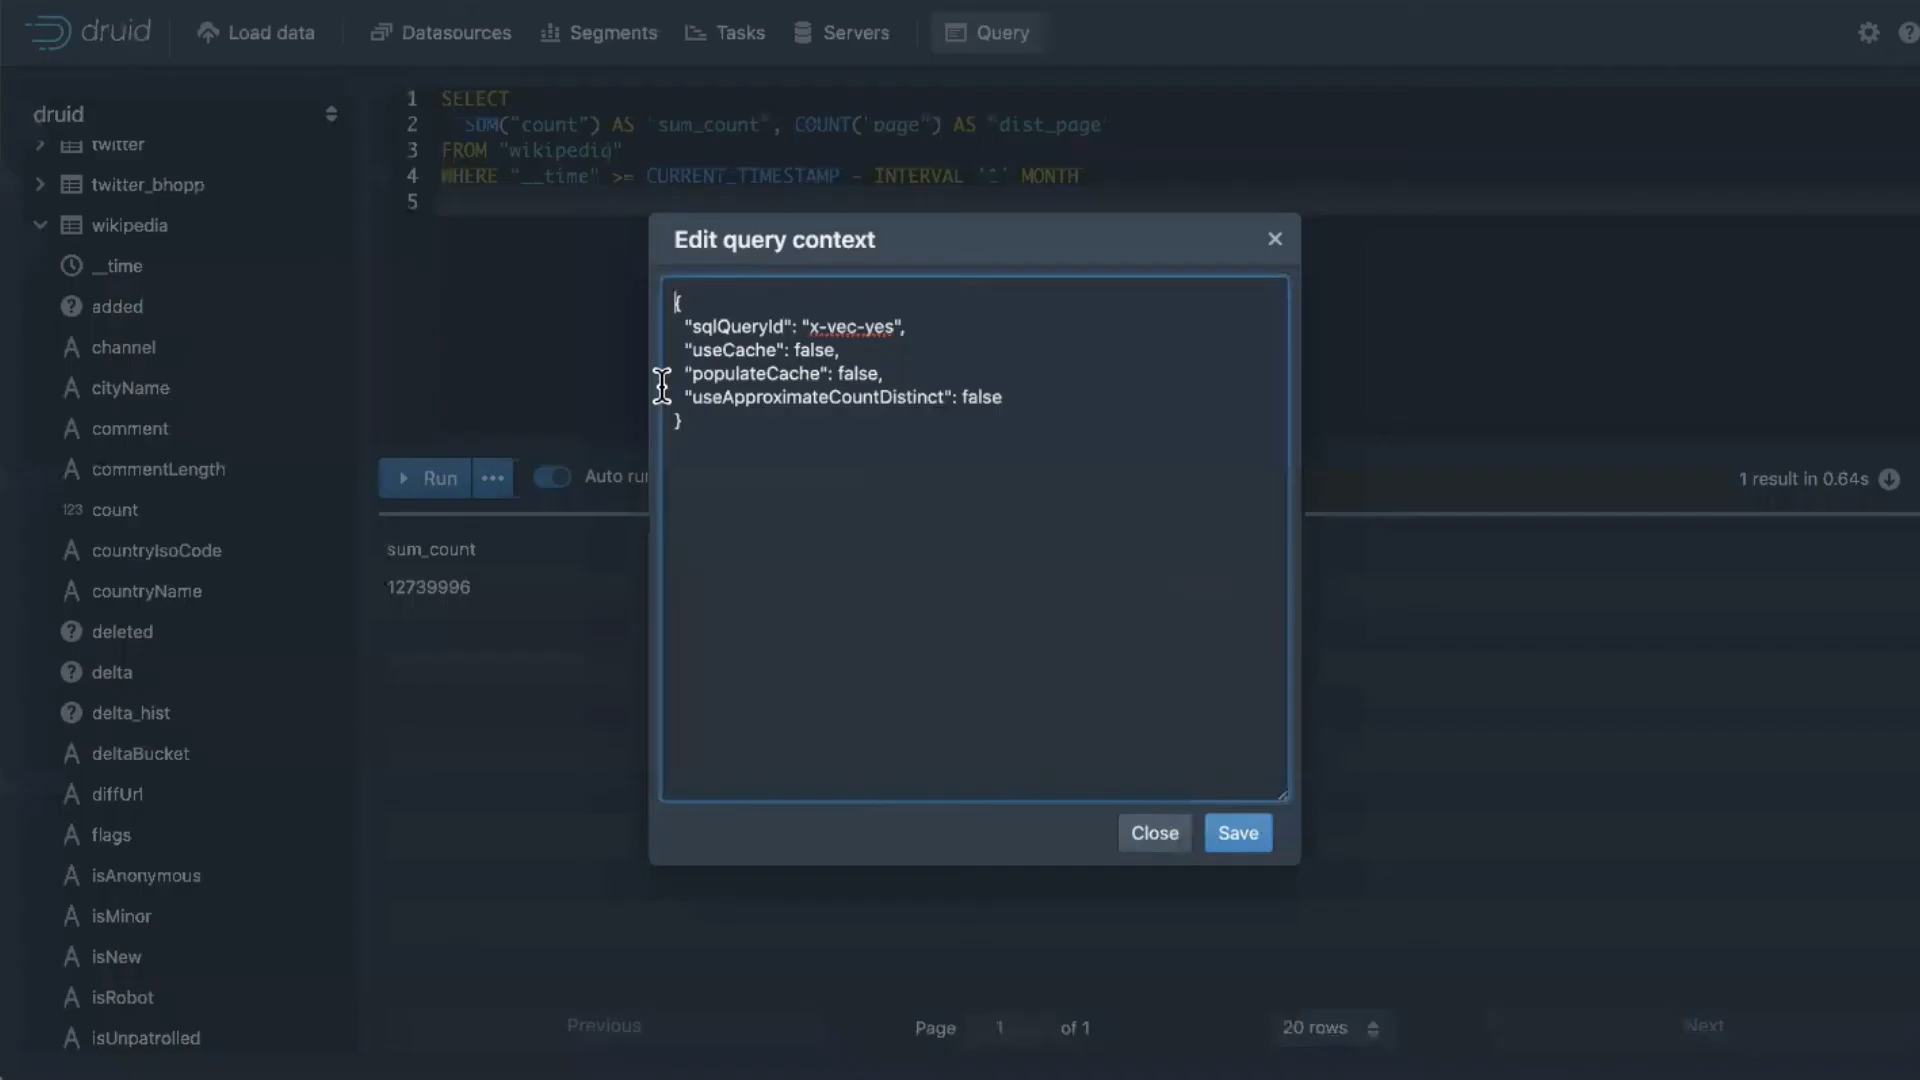 druid
Load data
Datasources
Segments
Tasks
Servers
Query
druid
twitter
twitter_bhopp
wikipedia
__time
added
channel
cityName
comment
commentLength
count
countryIsoCode
countryName
deleted
delta
delta_hist
deltaBucket
diffUrl
flags
isAnonymous
isMinor
isNew
isRobot
isUnpatrolled
1 SELECT
2 SUM("count") AS "sum_count", COUNT("page") AS "dist_page"
3 FROM "wikipedia"
4 WHERE "__time" >= CURRENT_TIMESTAMP - INTERVAL MONTH
5
Edit query context
{
"sqlQueryId": "x-vec-yes",
"useCache": false,
"populateCache": false,
"useApproximateCountDistinct": false
}
Close
Save
Run
Auto run
1 result in 0.64s
sum_count
12739996
Previous
Page 1 of 1
20 rows
Next